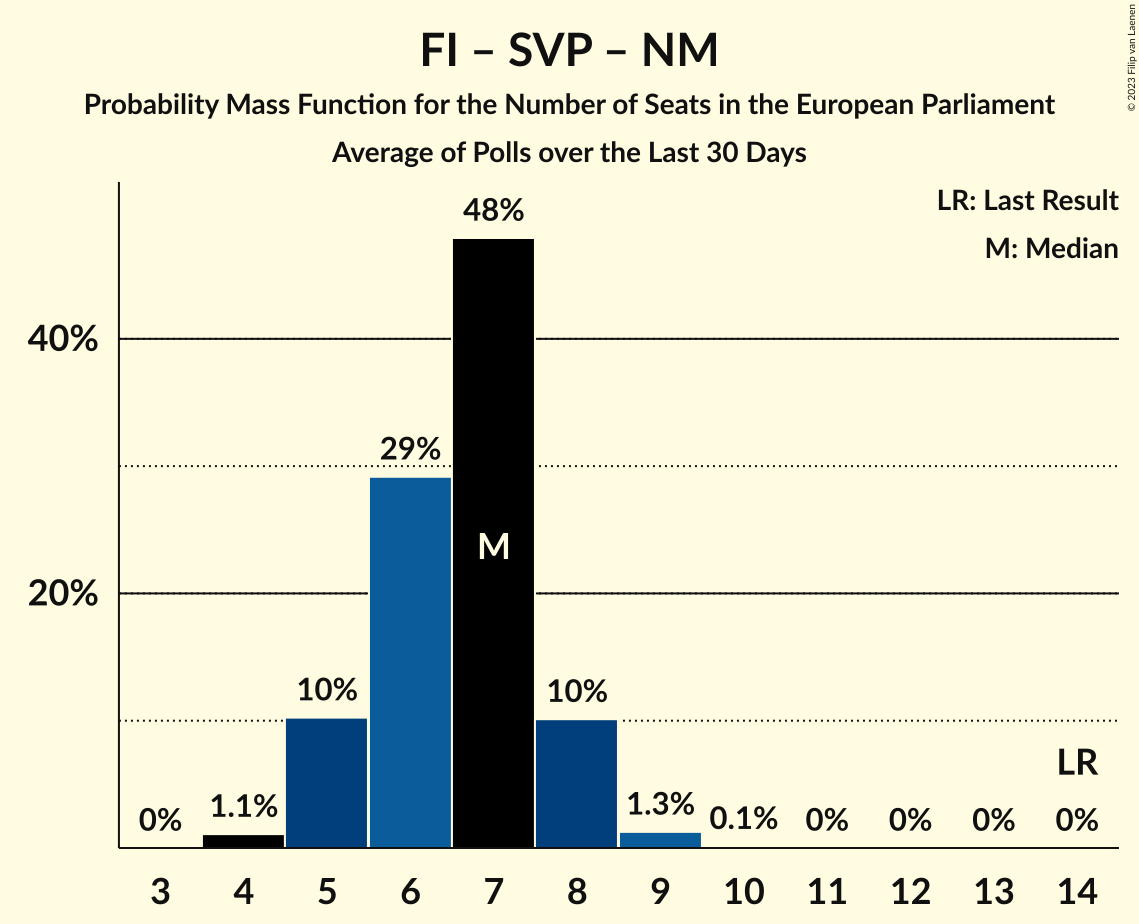 FI – SVP – NM
Probability Mass Function for the Number of Seats in the European Parliament
Average of Polls over the Last 30 Days
© 2023 Filip van Laenen
LR: Last Result
M: Median
48%
40%
29%
M
20%
10%
10%
LR
0%
1.1%
1.3%
0.1%
0%
0%
0%
0%
3 4 5 6 7 8 9 10 11 12 13 14